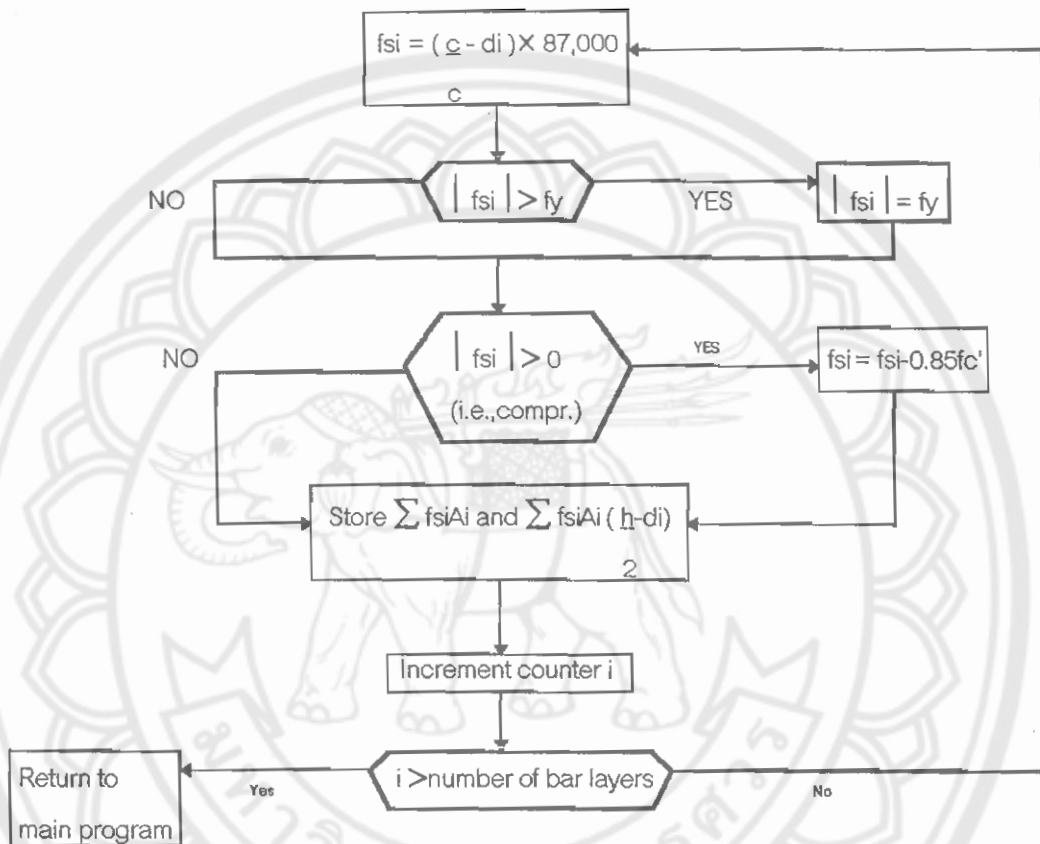 fsi = ( c - di ) × 87,000
c
| fsi | > fy
NO
YES
| fsi | = fy
| fsi | > 0
(i.e.,compr.)
NO
YES
fsi = fsi-0.85fc'
Store ∑ fsiAi and ∑ fsiAi ( h-di)
2
Increment counter i
i >number of bar layers
Yes
No
Return to
main program